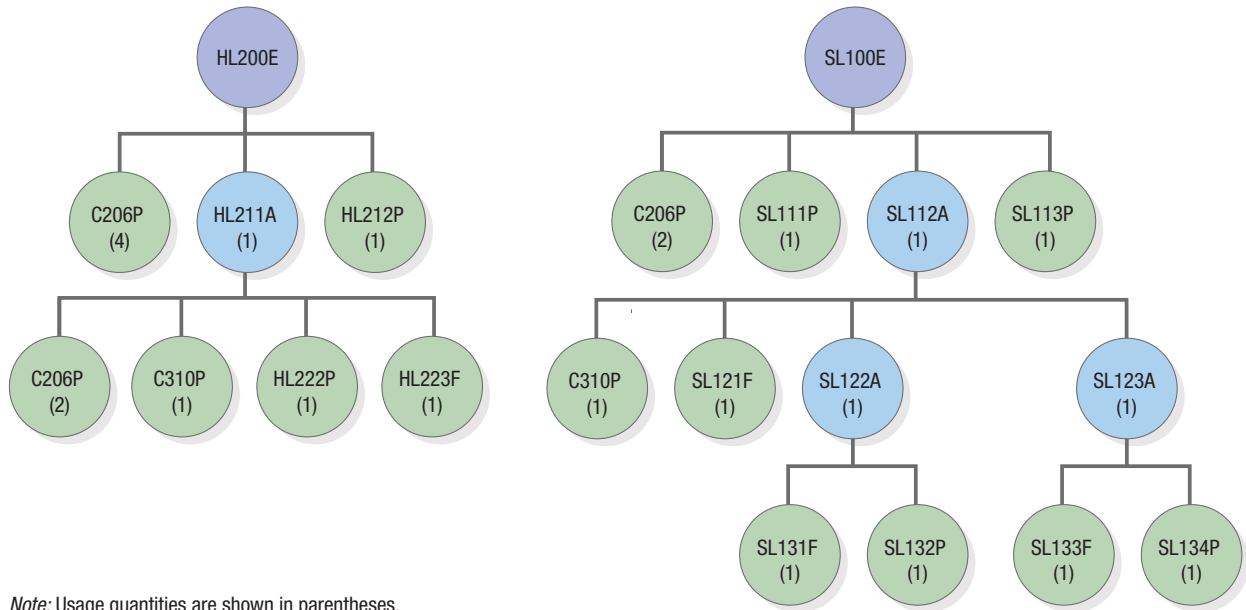 HL200E
SL100E
C206P
(4)
HL211A
(1)
HL212P
(1)
C206P
(2)
SL111P
(1)
SL112A
(1)
SL113P
(1)
C206P
(2)
C310P
(1)
HL222P
(1)
HL223F
(1)
C310P
(1)
SL121F
(1)
SL122A
(1)
SL123A
(1)
SL131F
(1)
SL132P
(1)
SL133F
(1)
SL134P
(1)
Note: Usage quantities are shown in parentheses.